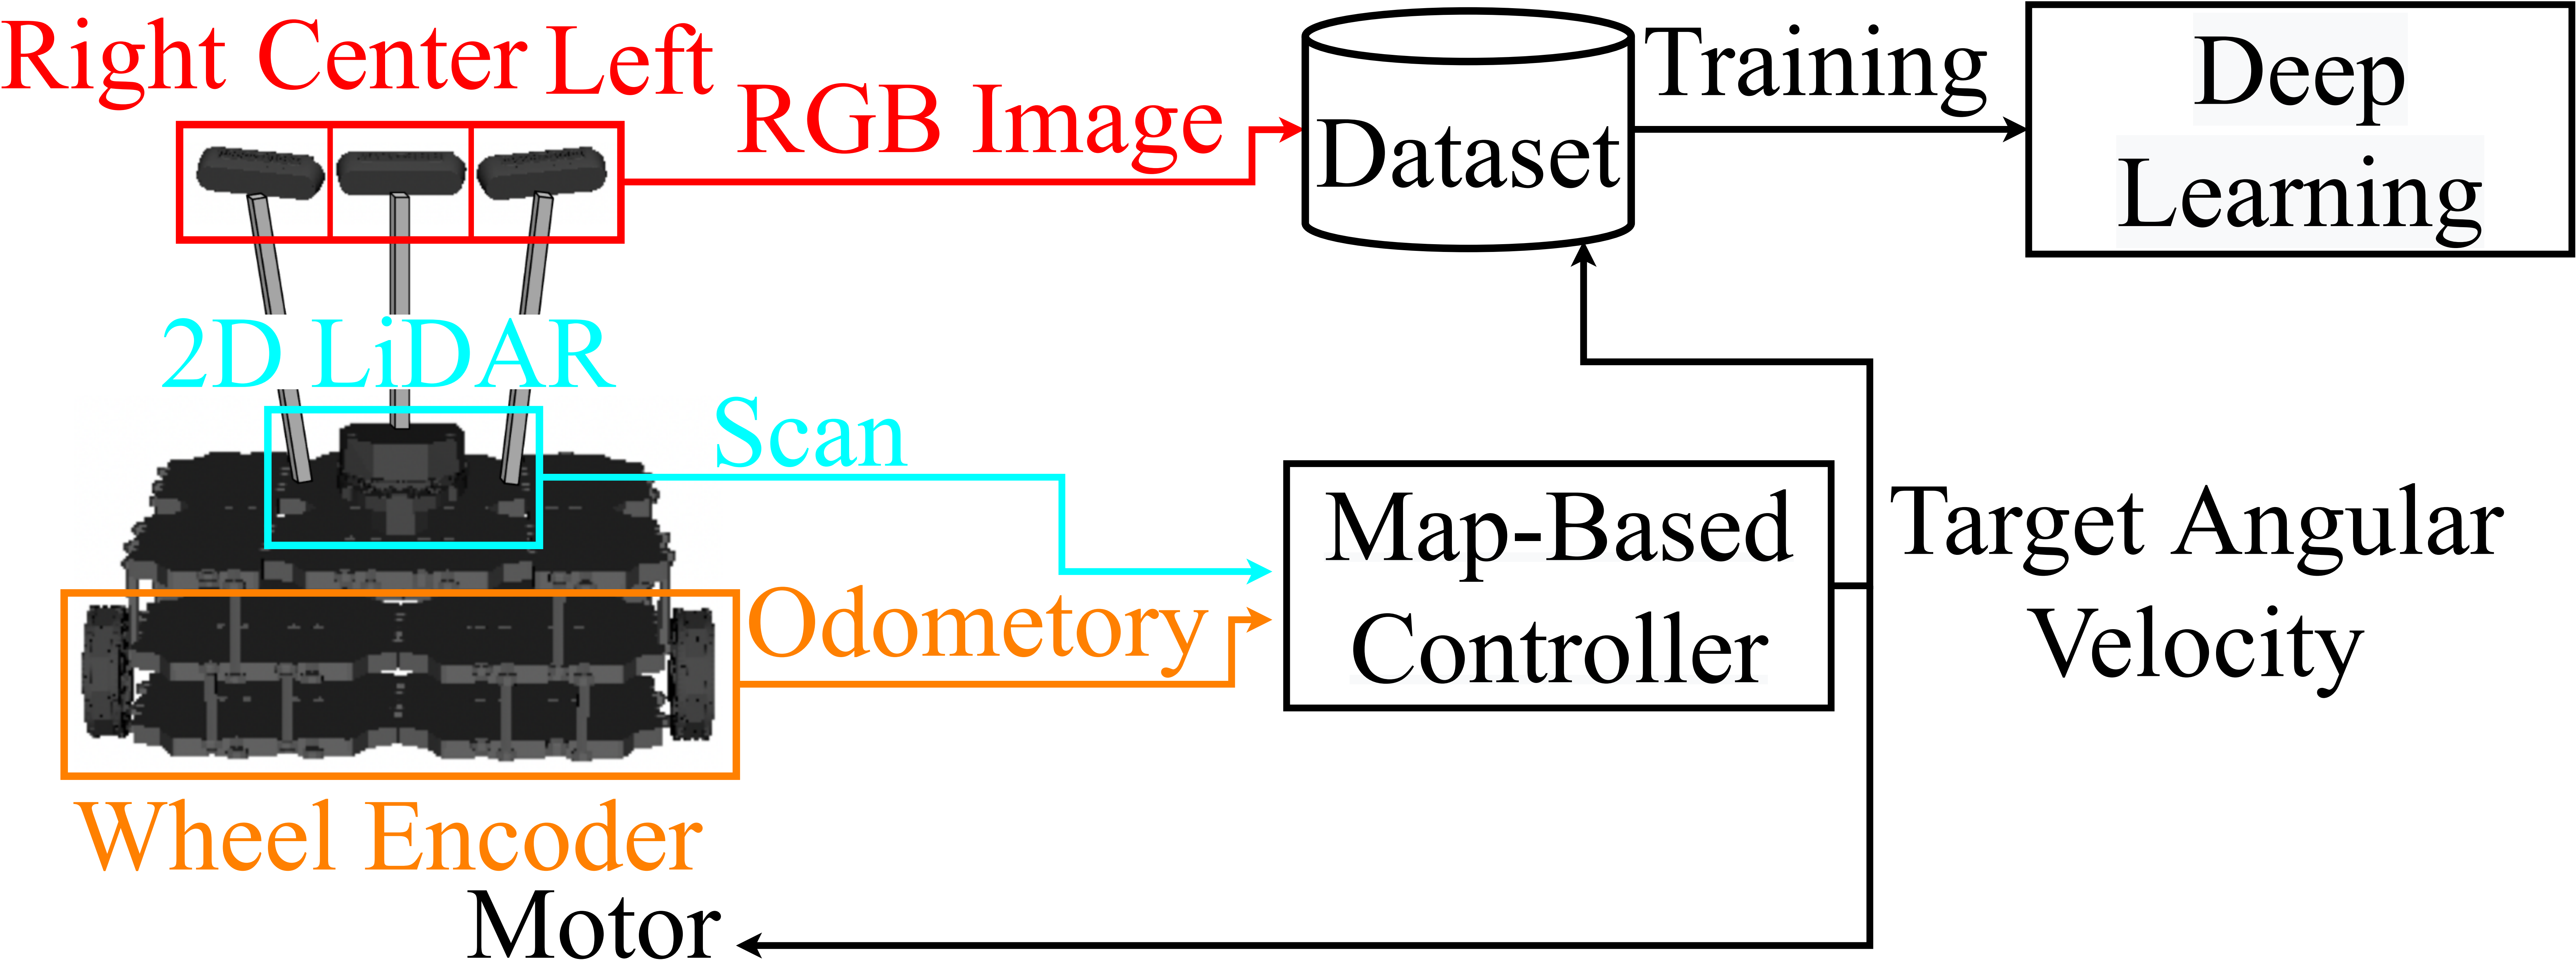 Right Center Left
RGB Image
Dataset
Training
Deep
Learning
2D LiDAR
Scan
Odometory
Map-Based
Controller
Target Angular
Velocity
Wheel Encoder
Motor